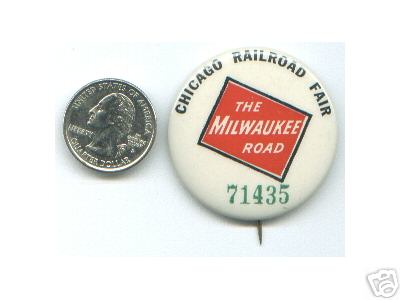 UNITED STATES OF AMERICA
LIBERTY
QUARTER DOLLAR
CHICAGO RAILROAD FAIR
THE
MILWAUKEE
ROAD
71435